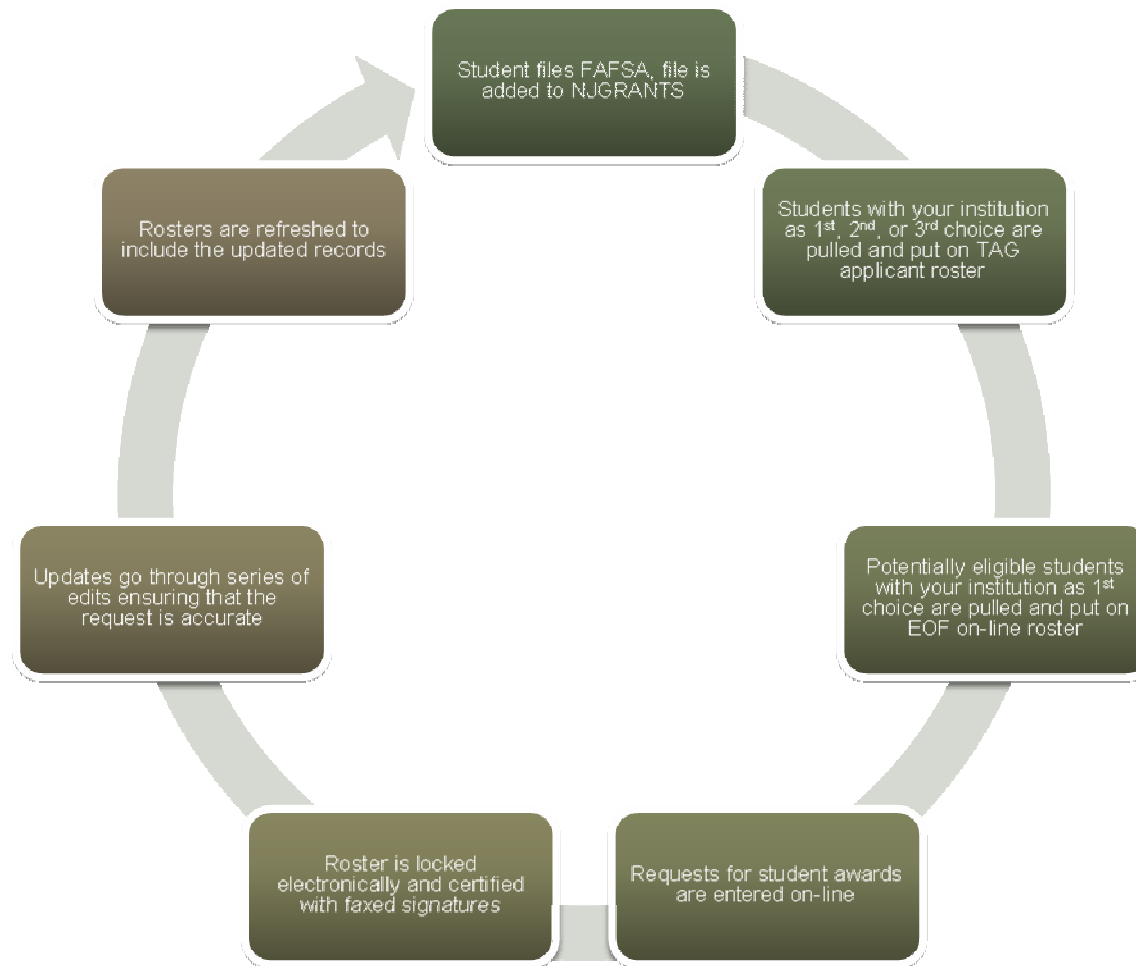 Student files FAFSA, file is
added to NJGRANTS
Students with your institution
as 1st, 2nd, or 3rd choice are
pulled and put on TAG
applicant roster
Potentially eligible students
with your institution as 1st
choice are pulled and put on
EOF on-line roster
Requests for student awards
are entered on-line
Roster is locked
electronically and certified
with faxed signatures
Updates go through series of
edits ensuring that the
request is accurate
Rosters are refreshed to
include the updated records